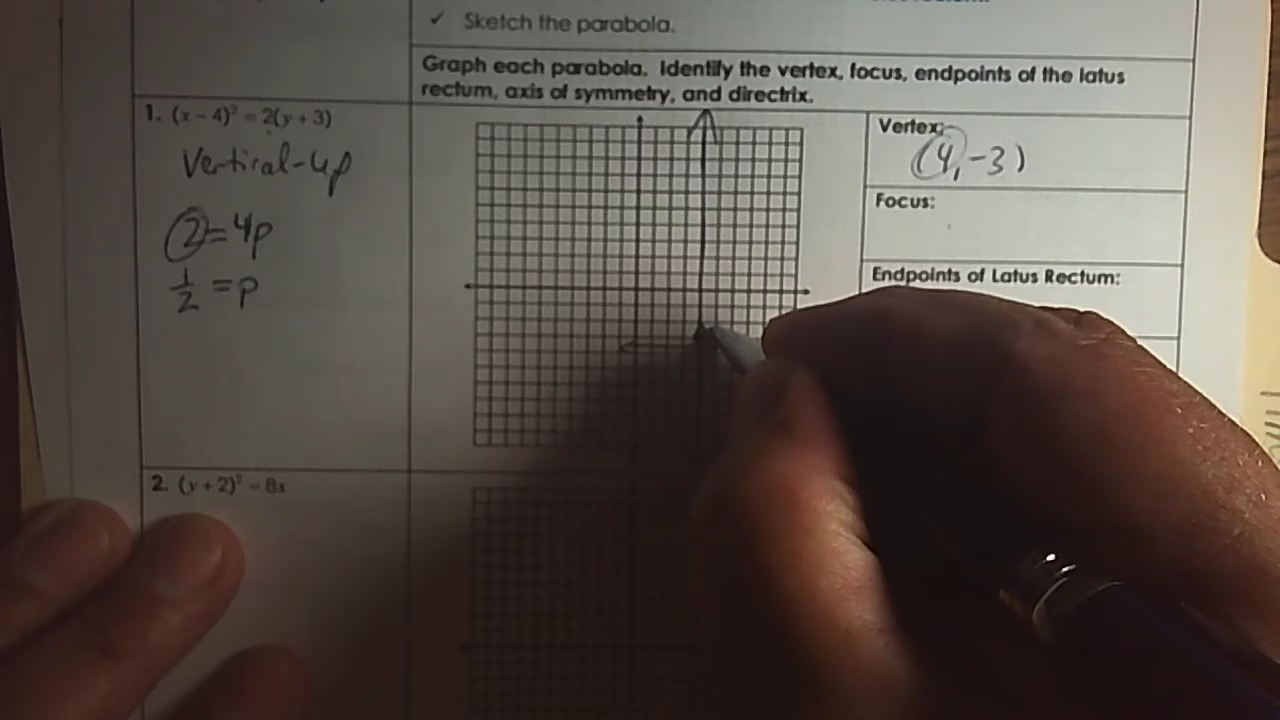 ✓ Sketch the parabola.
Graph each parabola. Identify the vertex, focus, endpoints of the latus
rectum, axis of symmetry, and directrix.
1. (x – 4)² = 2(y + 3)
Vertical-up
2 = 4p
1/2 = p
Vertex:
(4, -3)
Focus:
Endpoints of Latus Rectum:
2. (y + 2)² = 8x